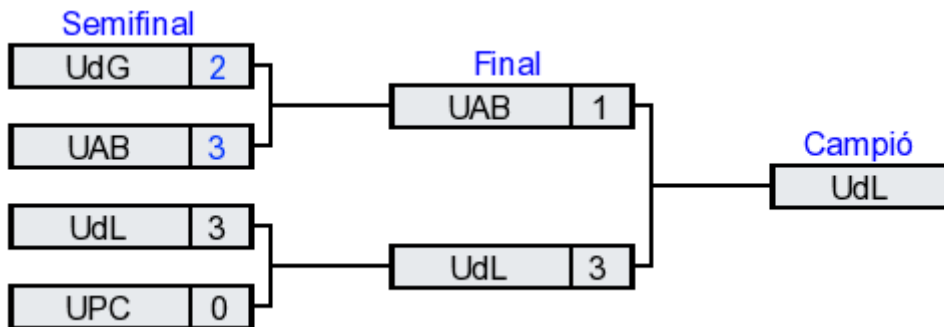 Semifinal
UdG 2
Final
UAB 1
UAB 3
Campió
UdL
UdL 3
UdL 3
UPC 0